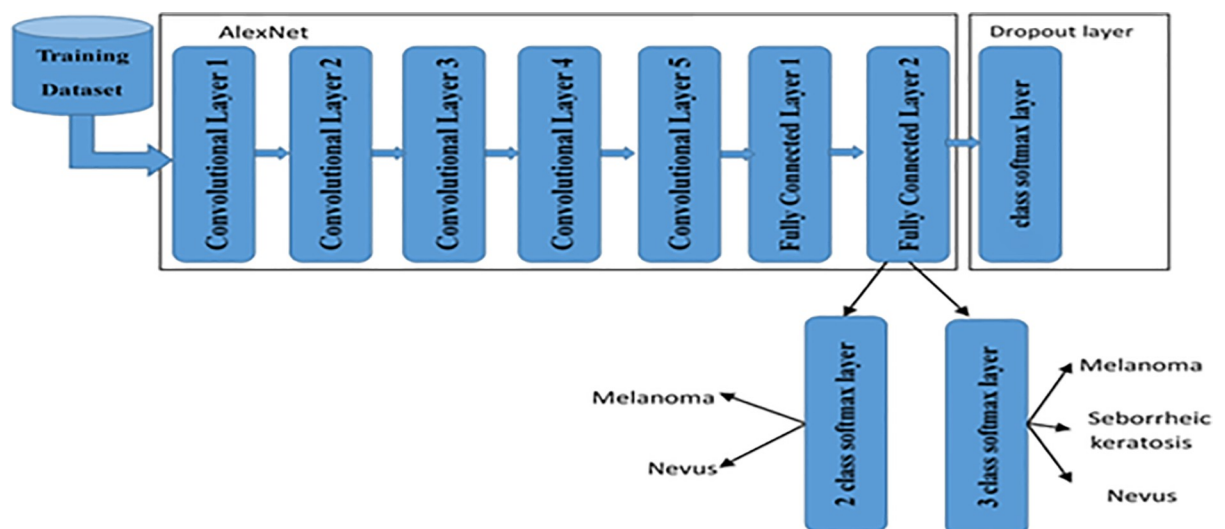 AlexNet
Dropout layer
Training
Dataset
Convolutional Layer 1
Convolutional Layer 2
Convolutional Layer 3
Convolutional Layer 4
Convolutional Layer 5
Fully Connected Layer 1
Fully Connected Layer 2
class softmax layer
2 class softmax layer
Melanoma
Nevus
3 class softmax layer
Melanoma
Seborrheic
keratosis
Nevus